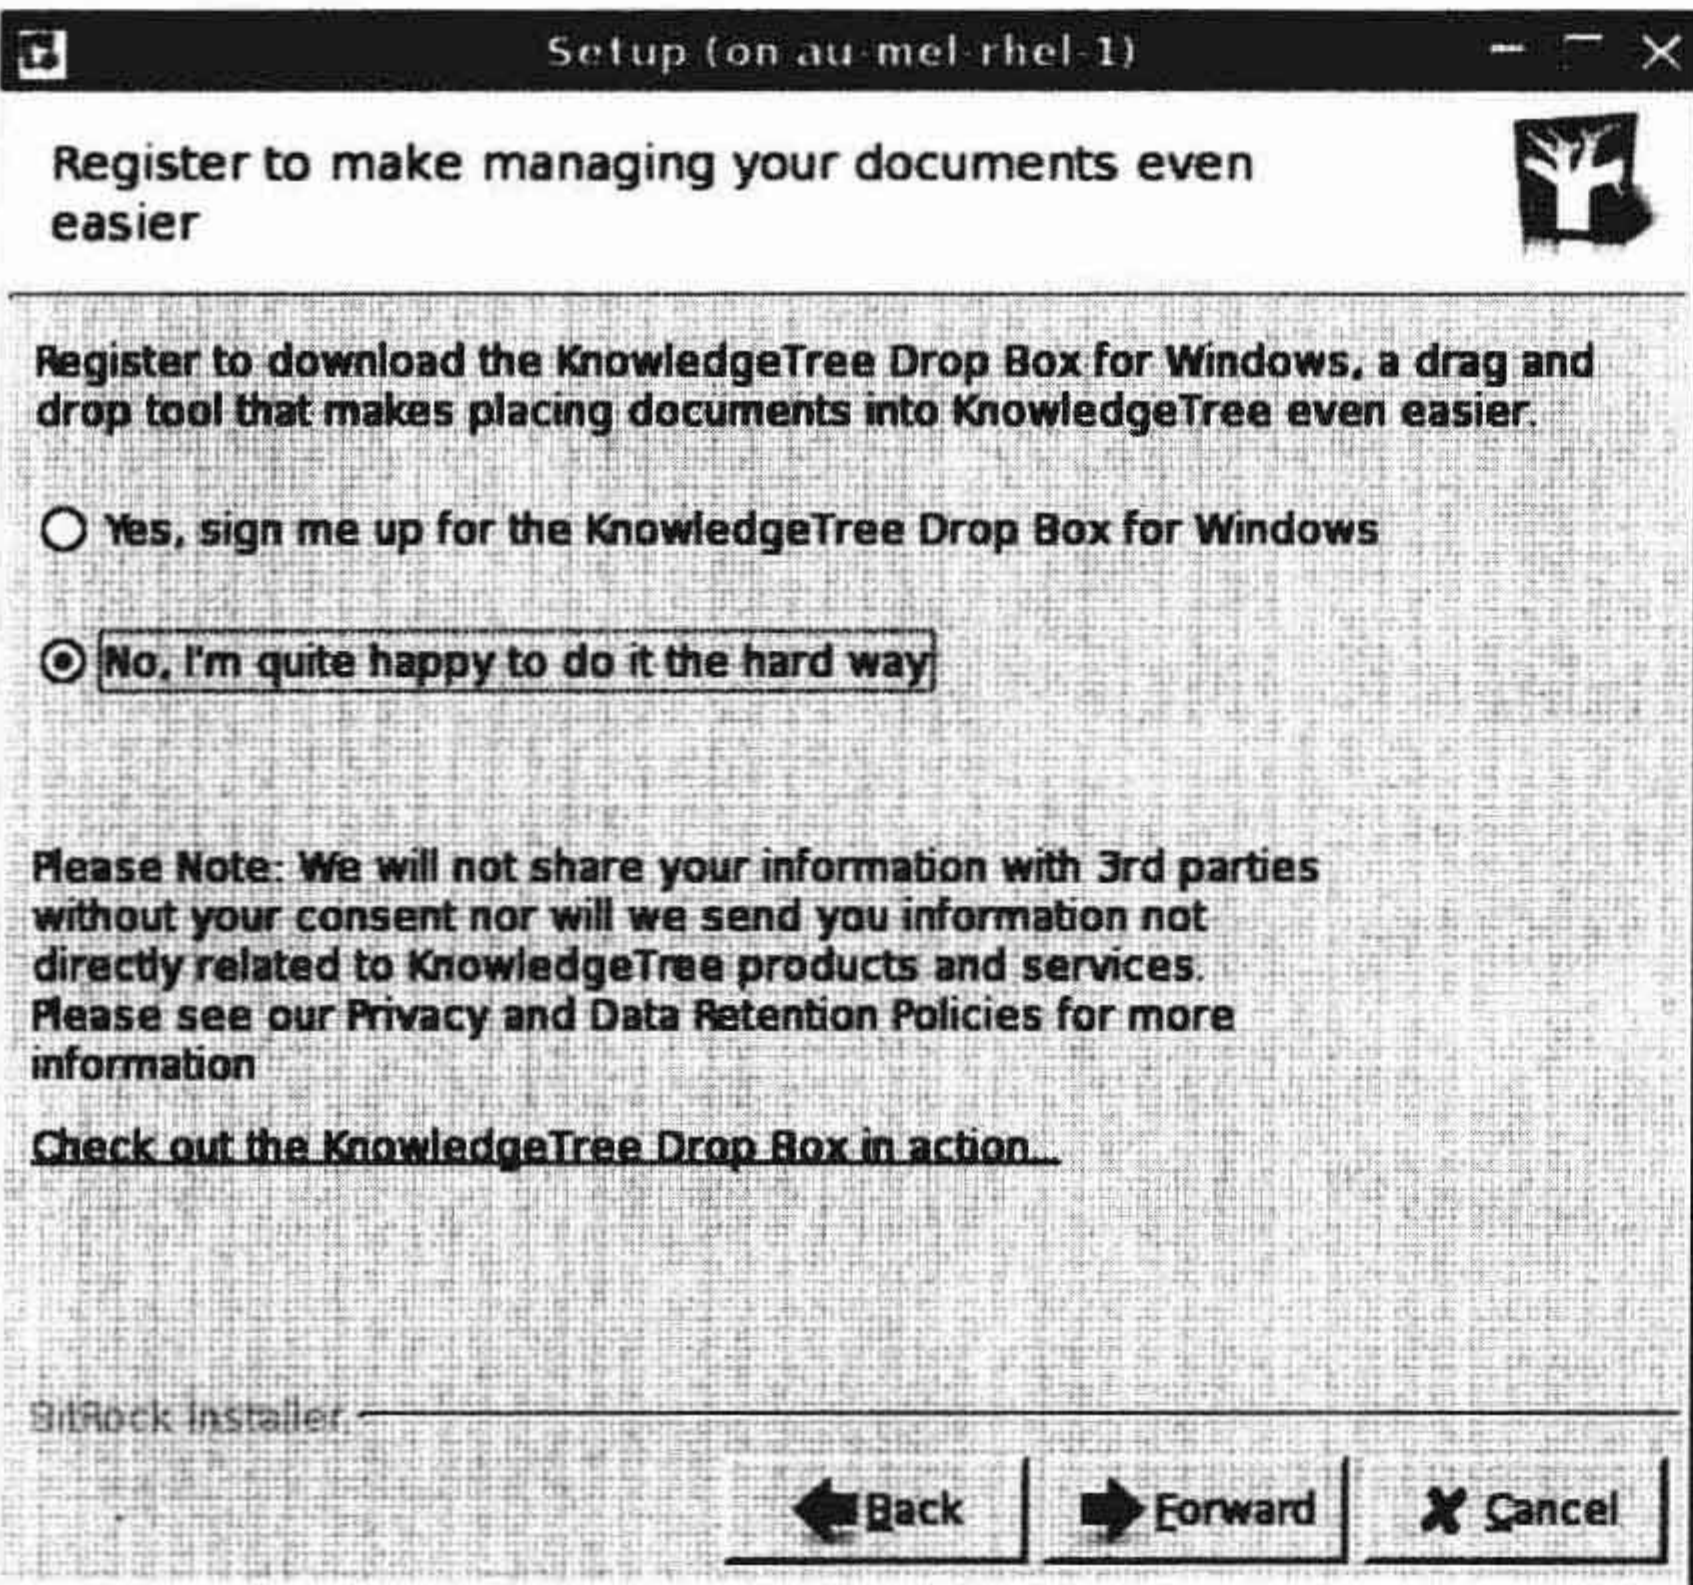 Setup (on au-mel-rhel-1)
Register to make managing your documents even
easier
Register to download the KnowledgeTree Drop Box for Windows, a drag and
drop tool that makes placing documents into KnowledgeTree even easier.
Yes, sign me up for the KnowledgeTree Drop Box for Windows
No, I'm quite happy to do it the hard way
Please Note: We will not share your information with 3rd parties
without your consent nor will we send you information not
directly related to KnowledgeTree products and services.
Please see our Privacy and Data Retention Policies for more
information
Check out the KnowledgeTree Drop Box in action...
BitRock Installer
Back Forward Cancel